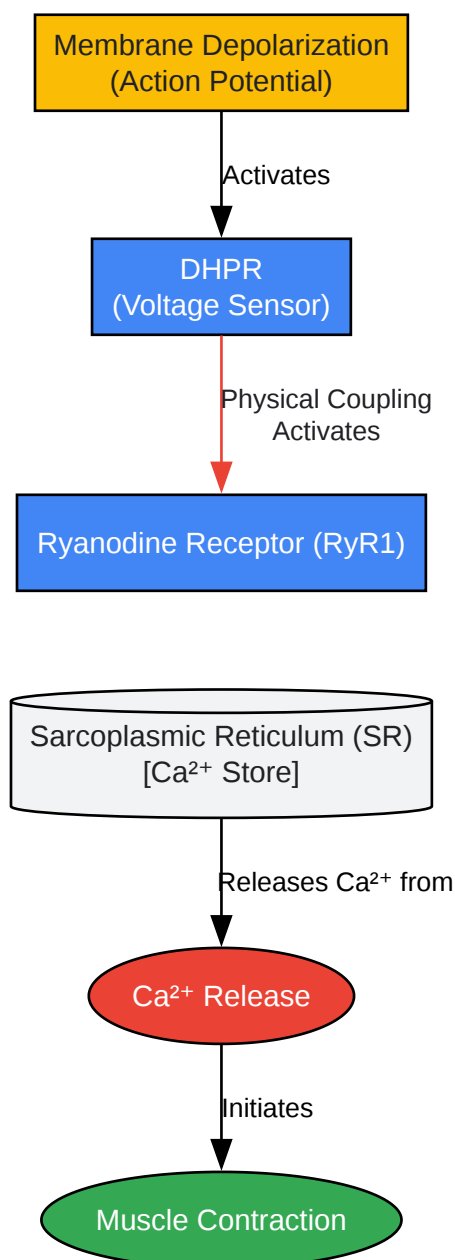 Membrane Depolarization
(Action Potential)
Activates
DHPR
(Voltage Sensor)
Physical Coupling
Activates
Ryanodine Receptor (RyR1)
Sarcoplasmic Reticulum (SR)
[Ca²⁺ Store]
Releases Ca²⁺ from
Ca²⁺ Release
Initiates
Muscle Contraction